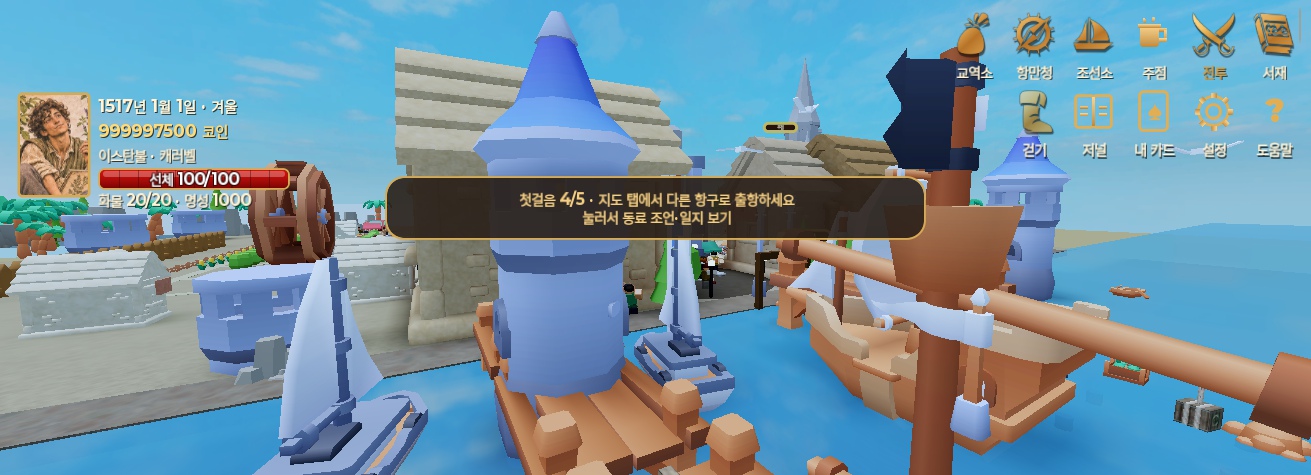 교역소 항만청 조선소 주점 전투 서재
걷기 저널 내 카드 설정 도움말
1517년 1월 1일 · 겨울
999997500 코인
이스탄불 · 캐러벨
선체 100/100
화물 20/20 · 명성 1000
첫걸음 4/5 · 지도 탭에서 다른 항구로 출항하세요
눌러서 동료 조언·일지 보기